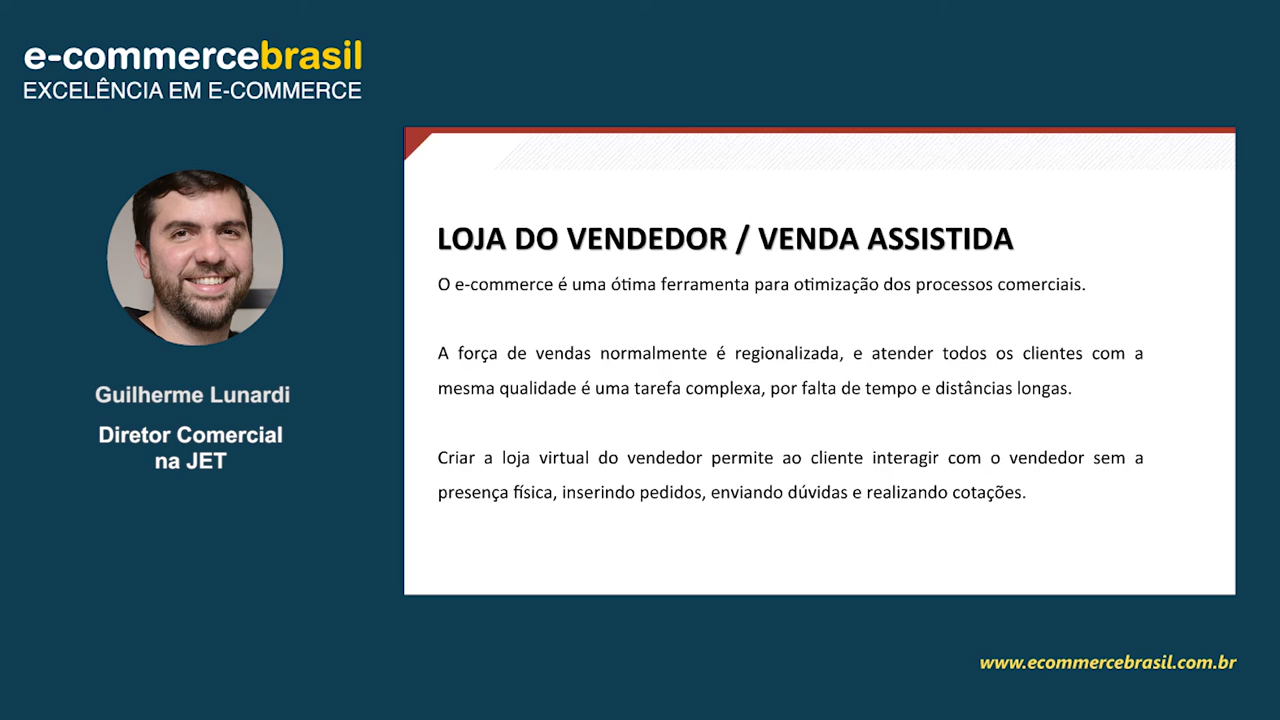 e-commercebrasil
EXCELÊNCIA EM E-COMMERCE
Guilherme Lunardi
Diretor Comercial
na JET
LOJA DO VENDEDOR / VENDA ASSISTIDA
O e-commerce é uma ótima ferramenta para otimização dos processos comerciais.
A força de vendas normalmente é regionalizada, e atender todos os clientes com a
mesma qualidade é uma tarefa complexa, por falta de tempo e distâncias longas.
Criar a loja virtual do vendedor permite ao cliente interagir com o vendedor sem a
presença física, inserindo pedidos, enviando dúvidas e realizando cotações.
www.ecommercebrasil.com.br